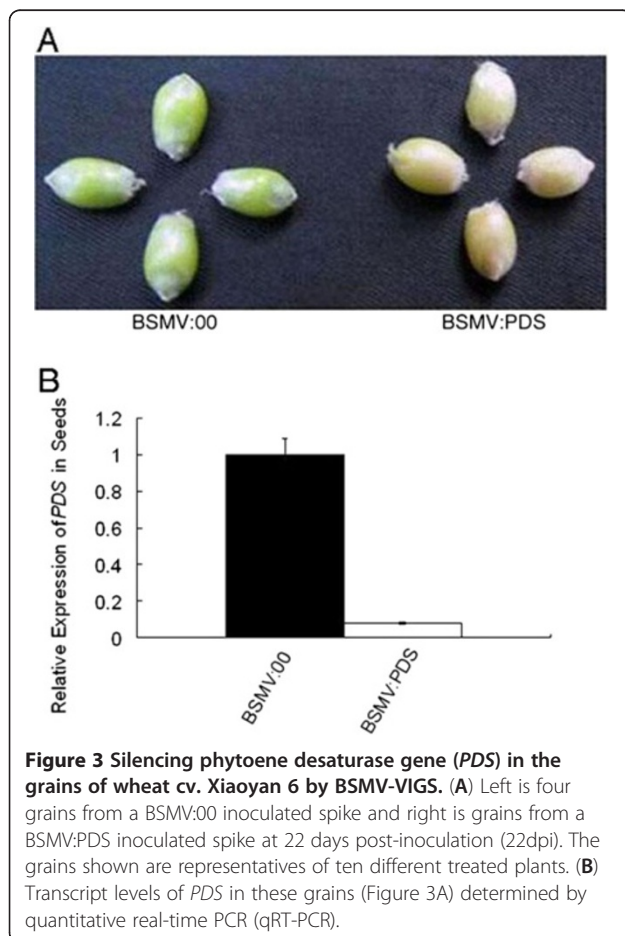 A
BSMV:00 BSMV:PDS
B
Relative Expression of PDS in Seeds
1.2
1
0.8
0.6
0.4
0.2
0
BSMV:00
BSMV:PDS
Figure 3 Silencing phytoene desaturase gene (PDS) in the
grains of wheat cv. Xiaoyan 6 by BSMV-VIGS. (A) Left is four
grains from a BSMV:00 inoculated spike and right is grains from a
BSMV:PDS inoculated spike at 22 days post-inoculation (22dpi). The
grains shown are representatives of ten different treated plants. (B)
Transcript levels of PDS in these grains (Figure 3A) determined by
quantitative real-time PCR (qRT-PCR).